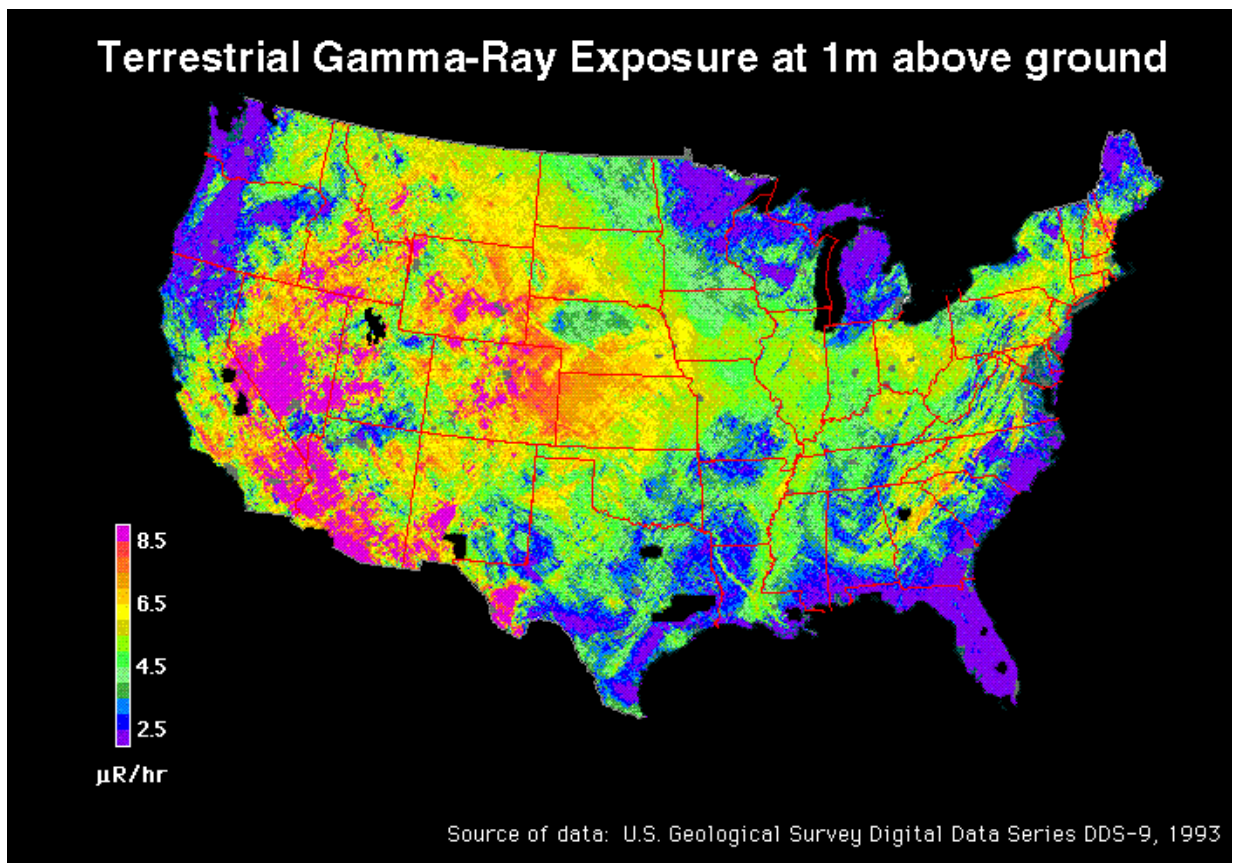 Terrestrial Gamma-Ray Exposure at 1m above ground
8.5
6.5
4.5
2.5
µR/hr
Source of data: U.S. Geological Survey Digital Data Series DDS-9, 1993